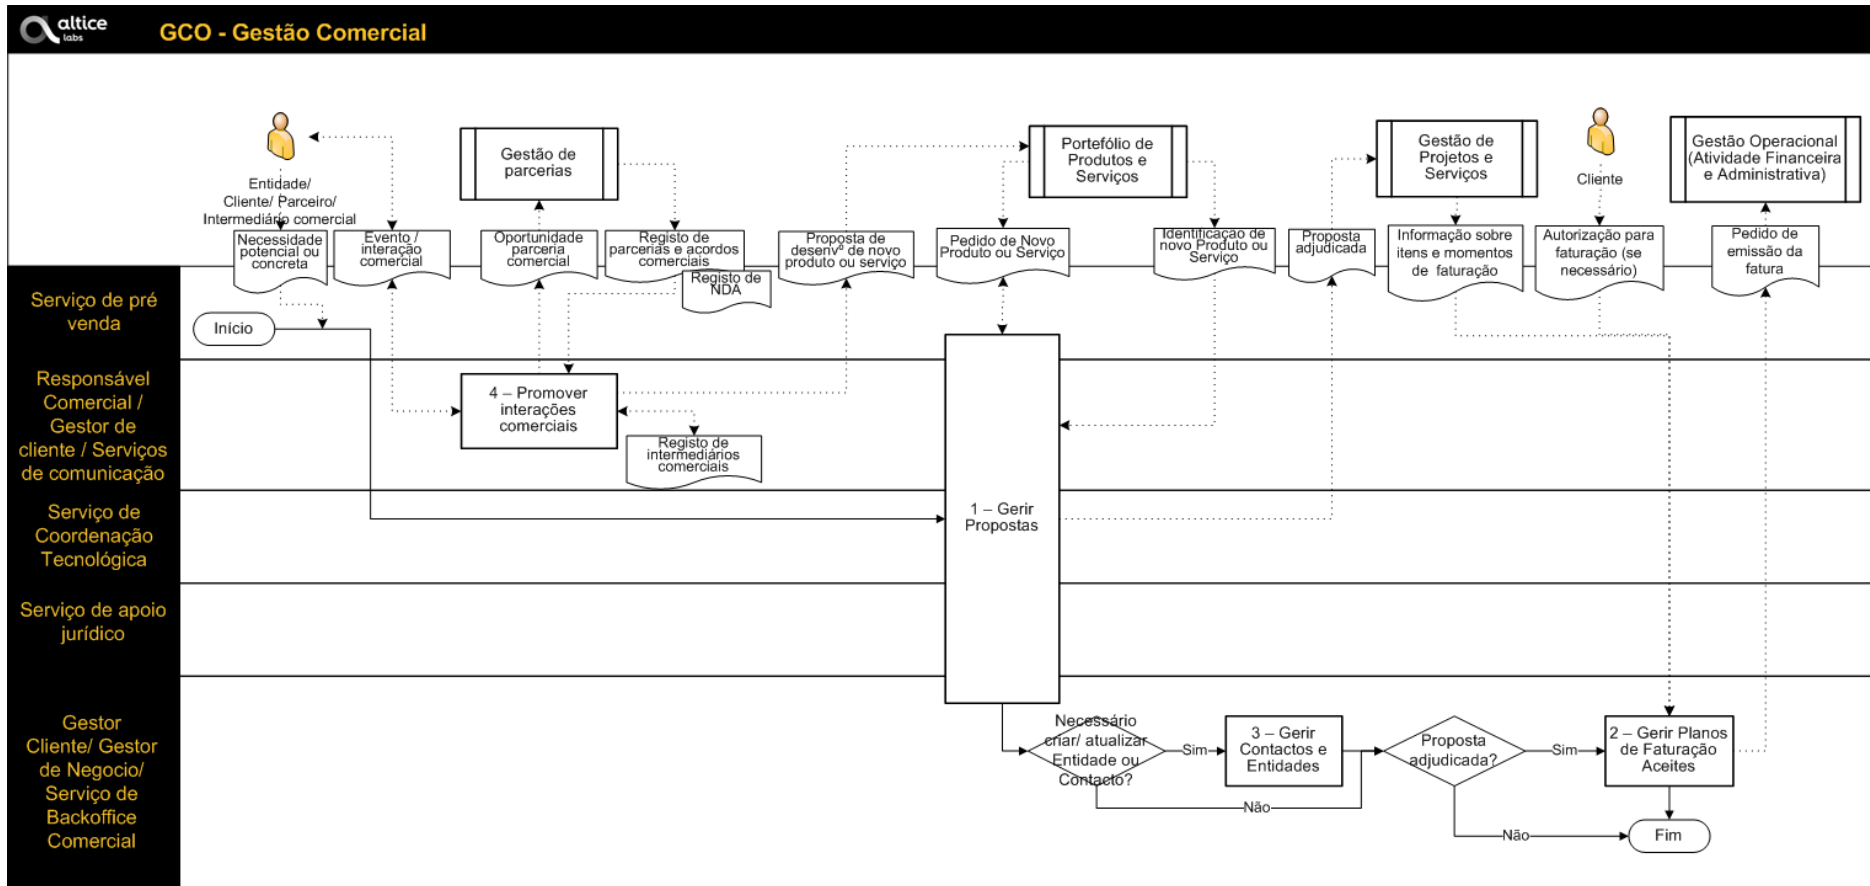 altice
labs
GCO - Gestão Comercial
Entidade/
Cliente/ Parceiro/
Intermediário comercial
Gestão de
parcerias
Portefólio de
Produtos e
Serviços
Gestão de
Projetos e
Serviços
Cliente
Gestão Operacional
(Atividade Financeira
e Administrativa)
Necessidade
potencial ou
concreta
Evento /
interação
comercial
Oportunidade
parceria
comercial
Registo de
parcerias e acordos
comerciais
Registo de
NDA
Proposta de
desenvº de novo
produto ou serviço
Pedido de Novo
Produto ou Serviço
Identificação de
novo Produto ou
Serviço
Proposta
adjudicada
Informação sobre
itens e momentos
de faturação
Autorização para
faturação (se
necessário)
Pedido de
emissão da
fatura
Serviço de pré
venda
Início
Responsável
Comercial /
Gestor de
cliente / Serviços
de comunicação
4 – Promover
interações
comerciais
Registo de
intermediários
comerciais
Serviço de
Coordenação
Tecnológica
1 – Gerir
Propostas
Serviço de apoio
jurídico
Gestor
Cliente/ Gestor
de Negocio/
Serviço de
Backoffice
Comercial
Necessário
criar/ atualizar
Entidade ou
Contacto?
Sim
3 – Gerir
Contactos e
Entidades
Não
Proposta
adjudicada?
Sim
2 – Gerir Planos
de Faturação
Aceites
Não
Fim